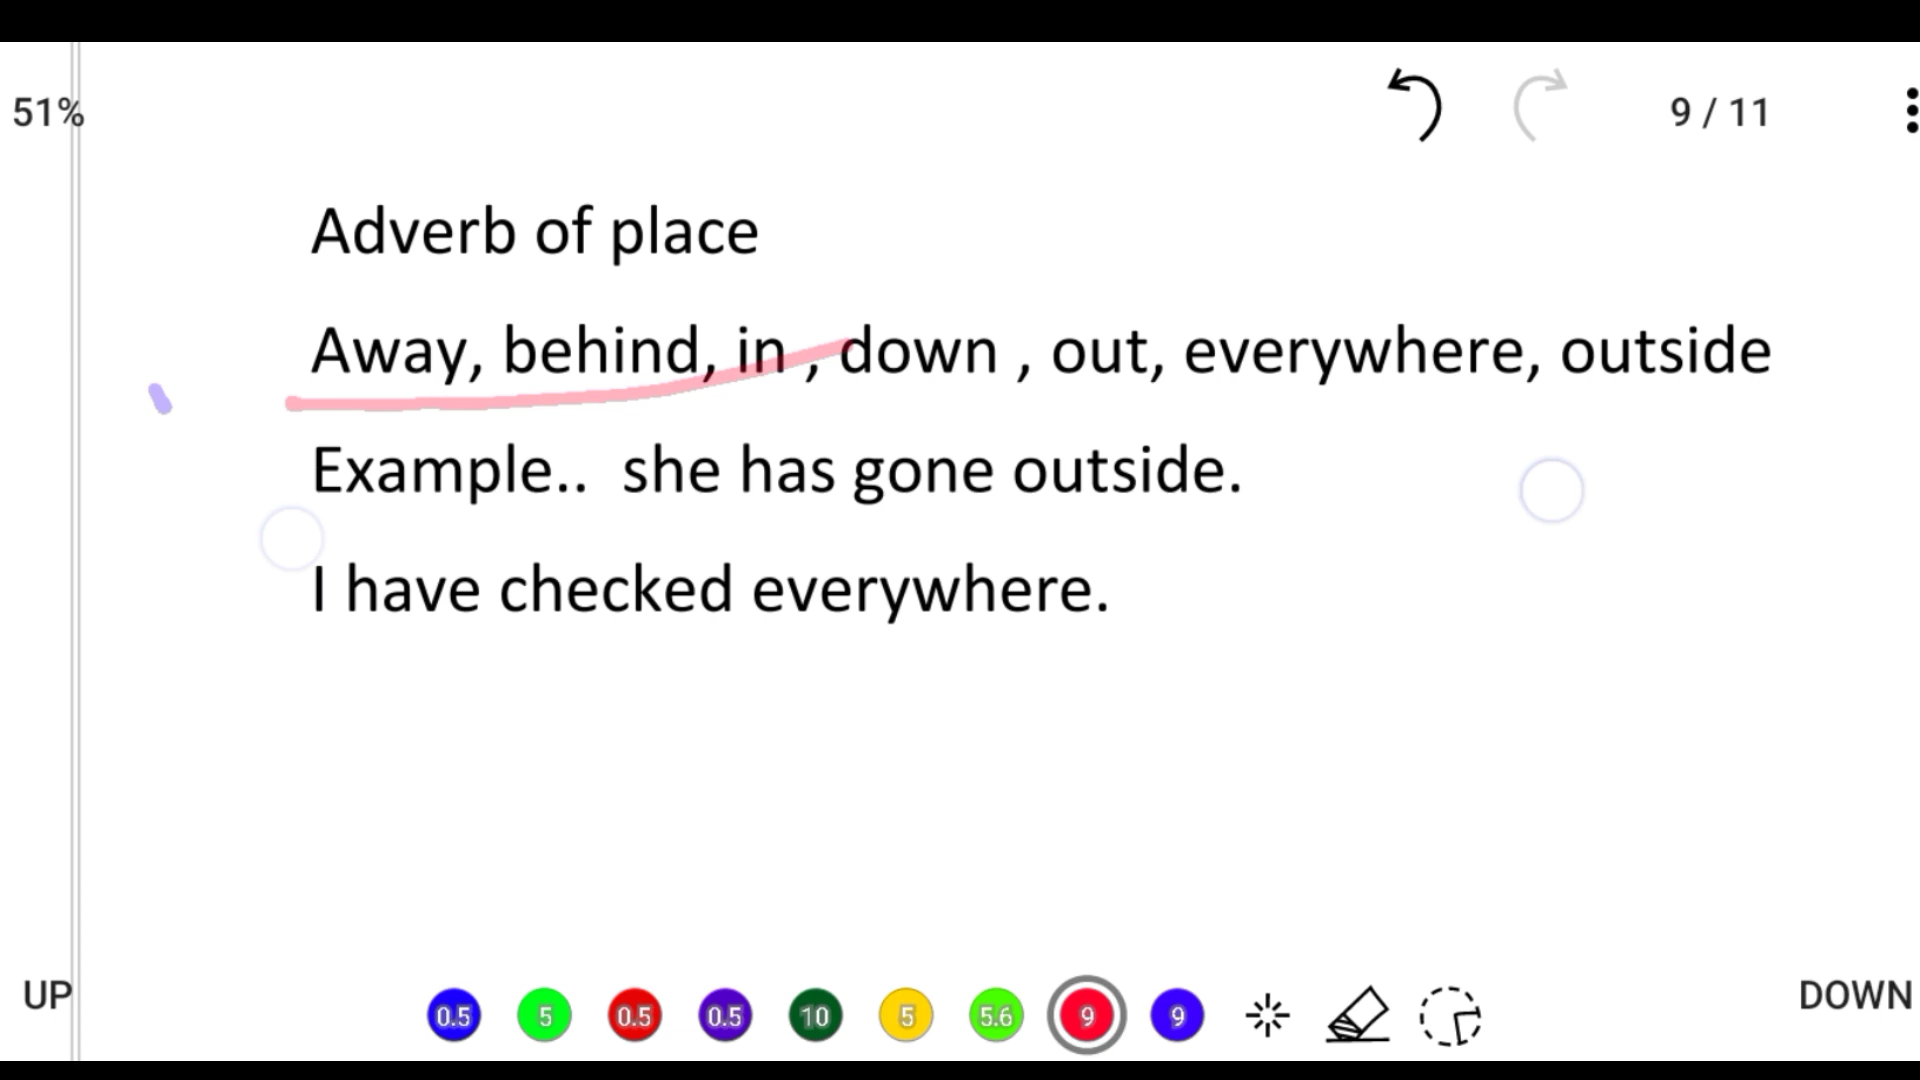 51%
9 / 11
Adverb of place
Away, behind, in , down , out, everywhere, outside
Example.. she has gone outside.
I have checked everywhere.
UP
DOWN
0.5 5 0.5 0.5 10 5 5.6 9 9